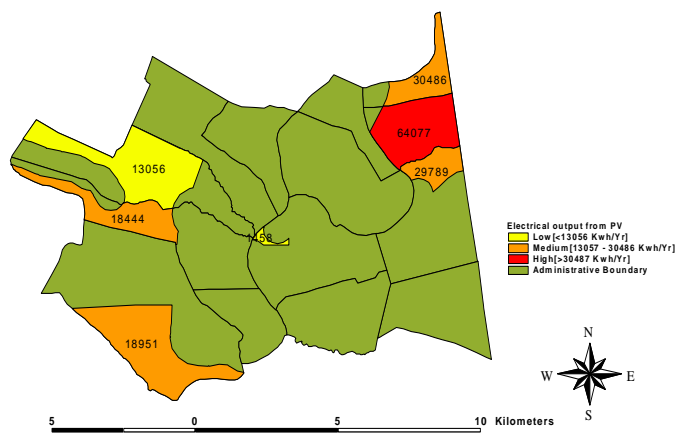 30486
64077
29789
13056
18444
1458
18951
Electrical output from PV
Low[<13056 Kwh/Yr]
Medium[13057 - 30486 Kwh/Yr]
High[>30487 Kwh/Yr]
Administrative Boundary
N
W E
S
5 0 5 10 Kilometers